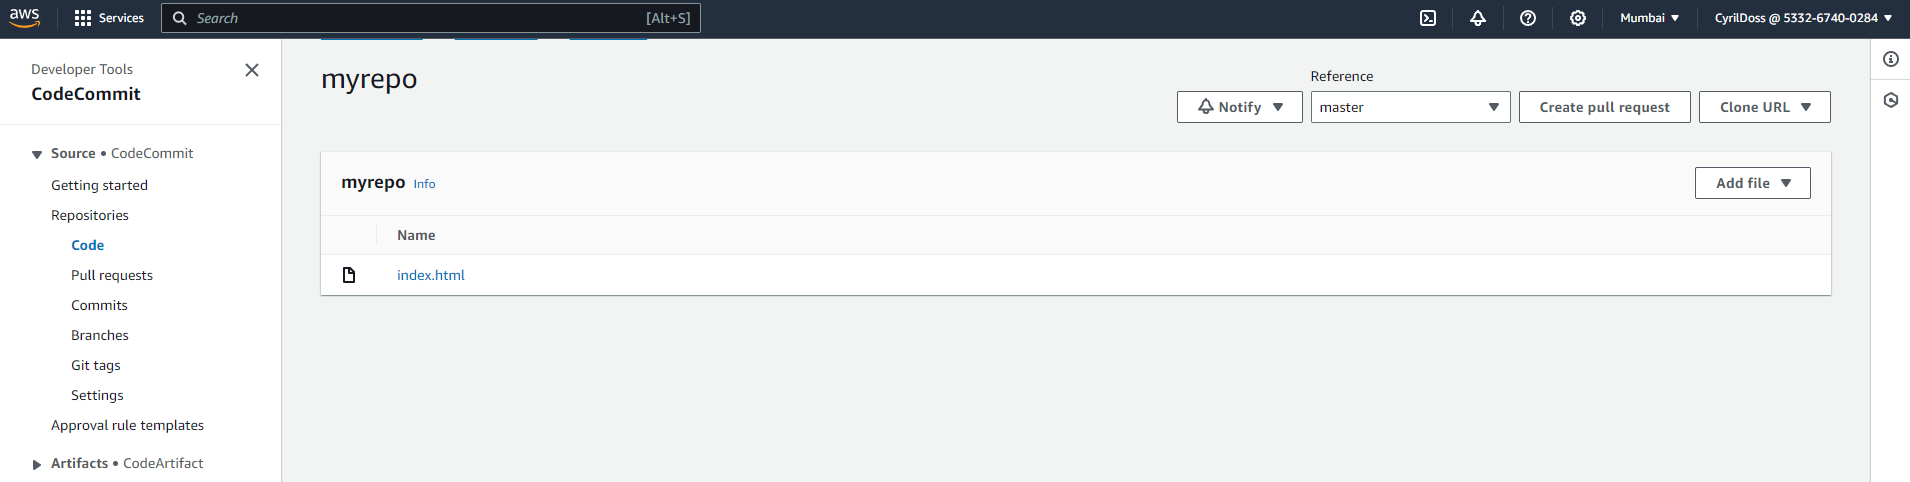 aws Services Search [Alt+S] Mumbai CyrilDoss @ 5332-6740-0284
Developer Tools
CodeCommit
Source • CodeCommit
Getting started
Repositories
Code
Pull requests
Commits
Branches
Git tags
Settings
Approval rule templates
Artifacts • CodeArtifact
myrepo
Reference
Notify master Create pull request Clone URL
myrepo Info Add file
Name
index.html